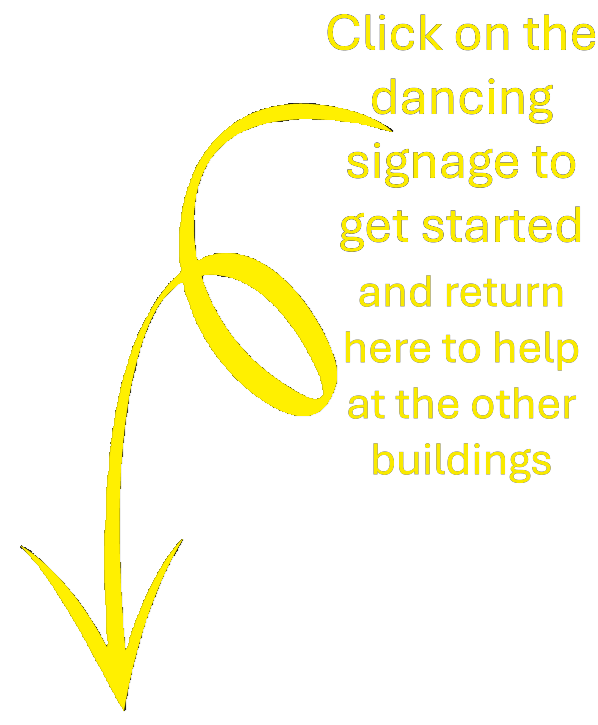 Click on the
dancing
signage to
get started
and return
here to help
at the other
buildings